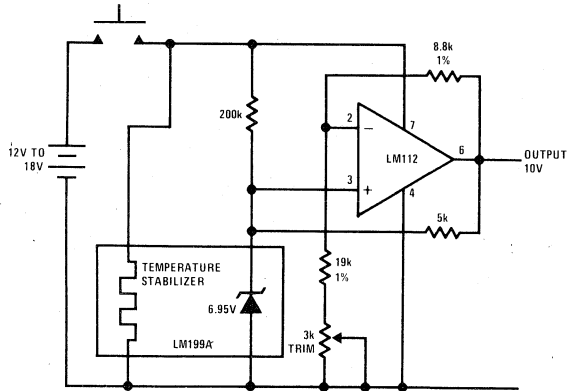 8.8k
1%
200k
2
7
LM112
6
OUTPUT
10V
12V TO
18V
3
4
5k
TEMPERATURE
STABILIZER
19k
1%
6.95V
3k
TRIM
LM199A